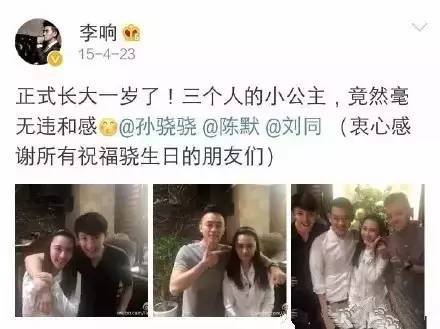 李响
15-4-23
正式长大一岁了！三个人的小公主，竟然毫
无违和感@孙骁骁 @陈默 @刘同 （衷心感
谢所有祝福骁生日的朋友们）